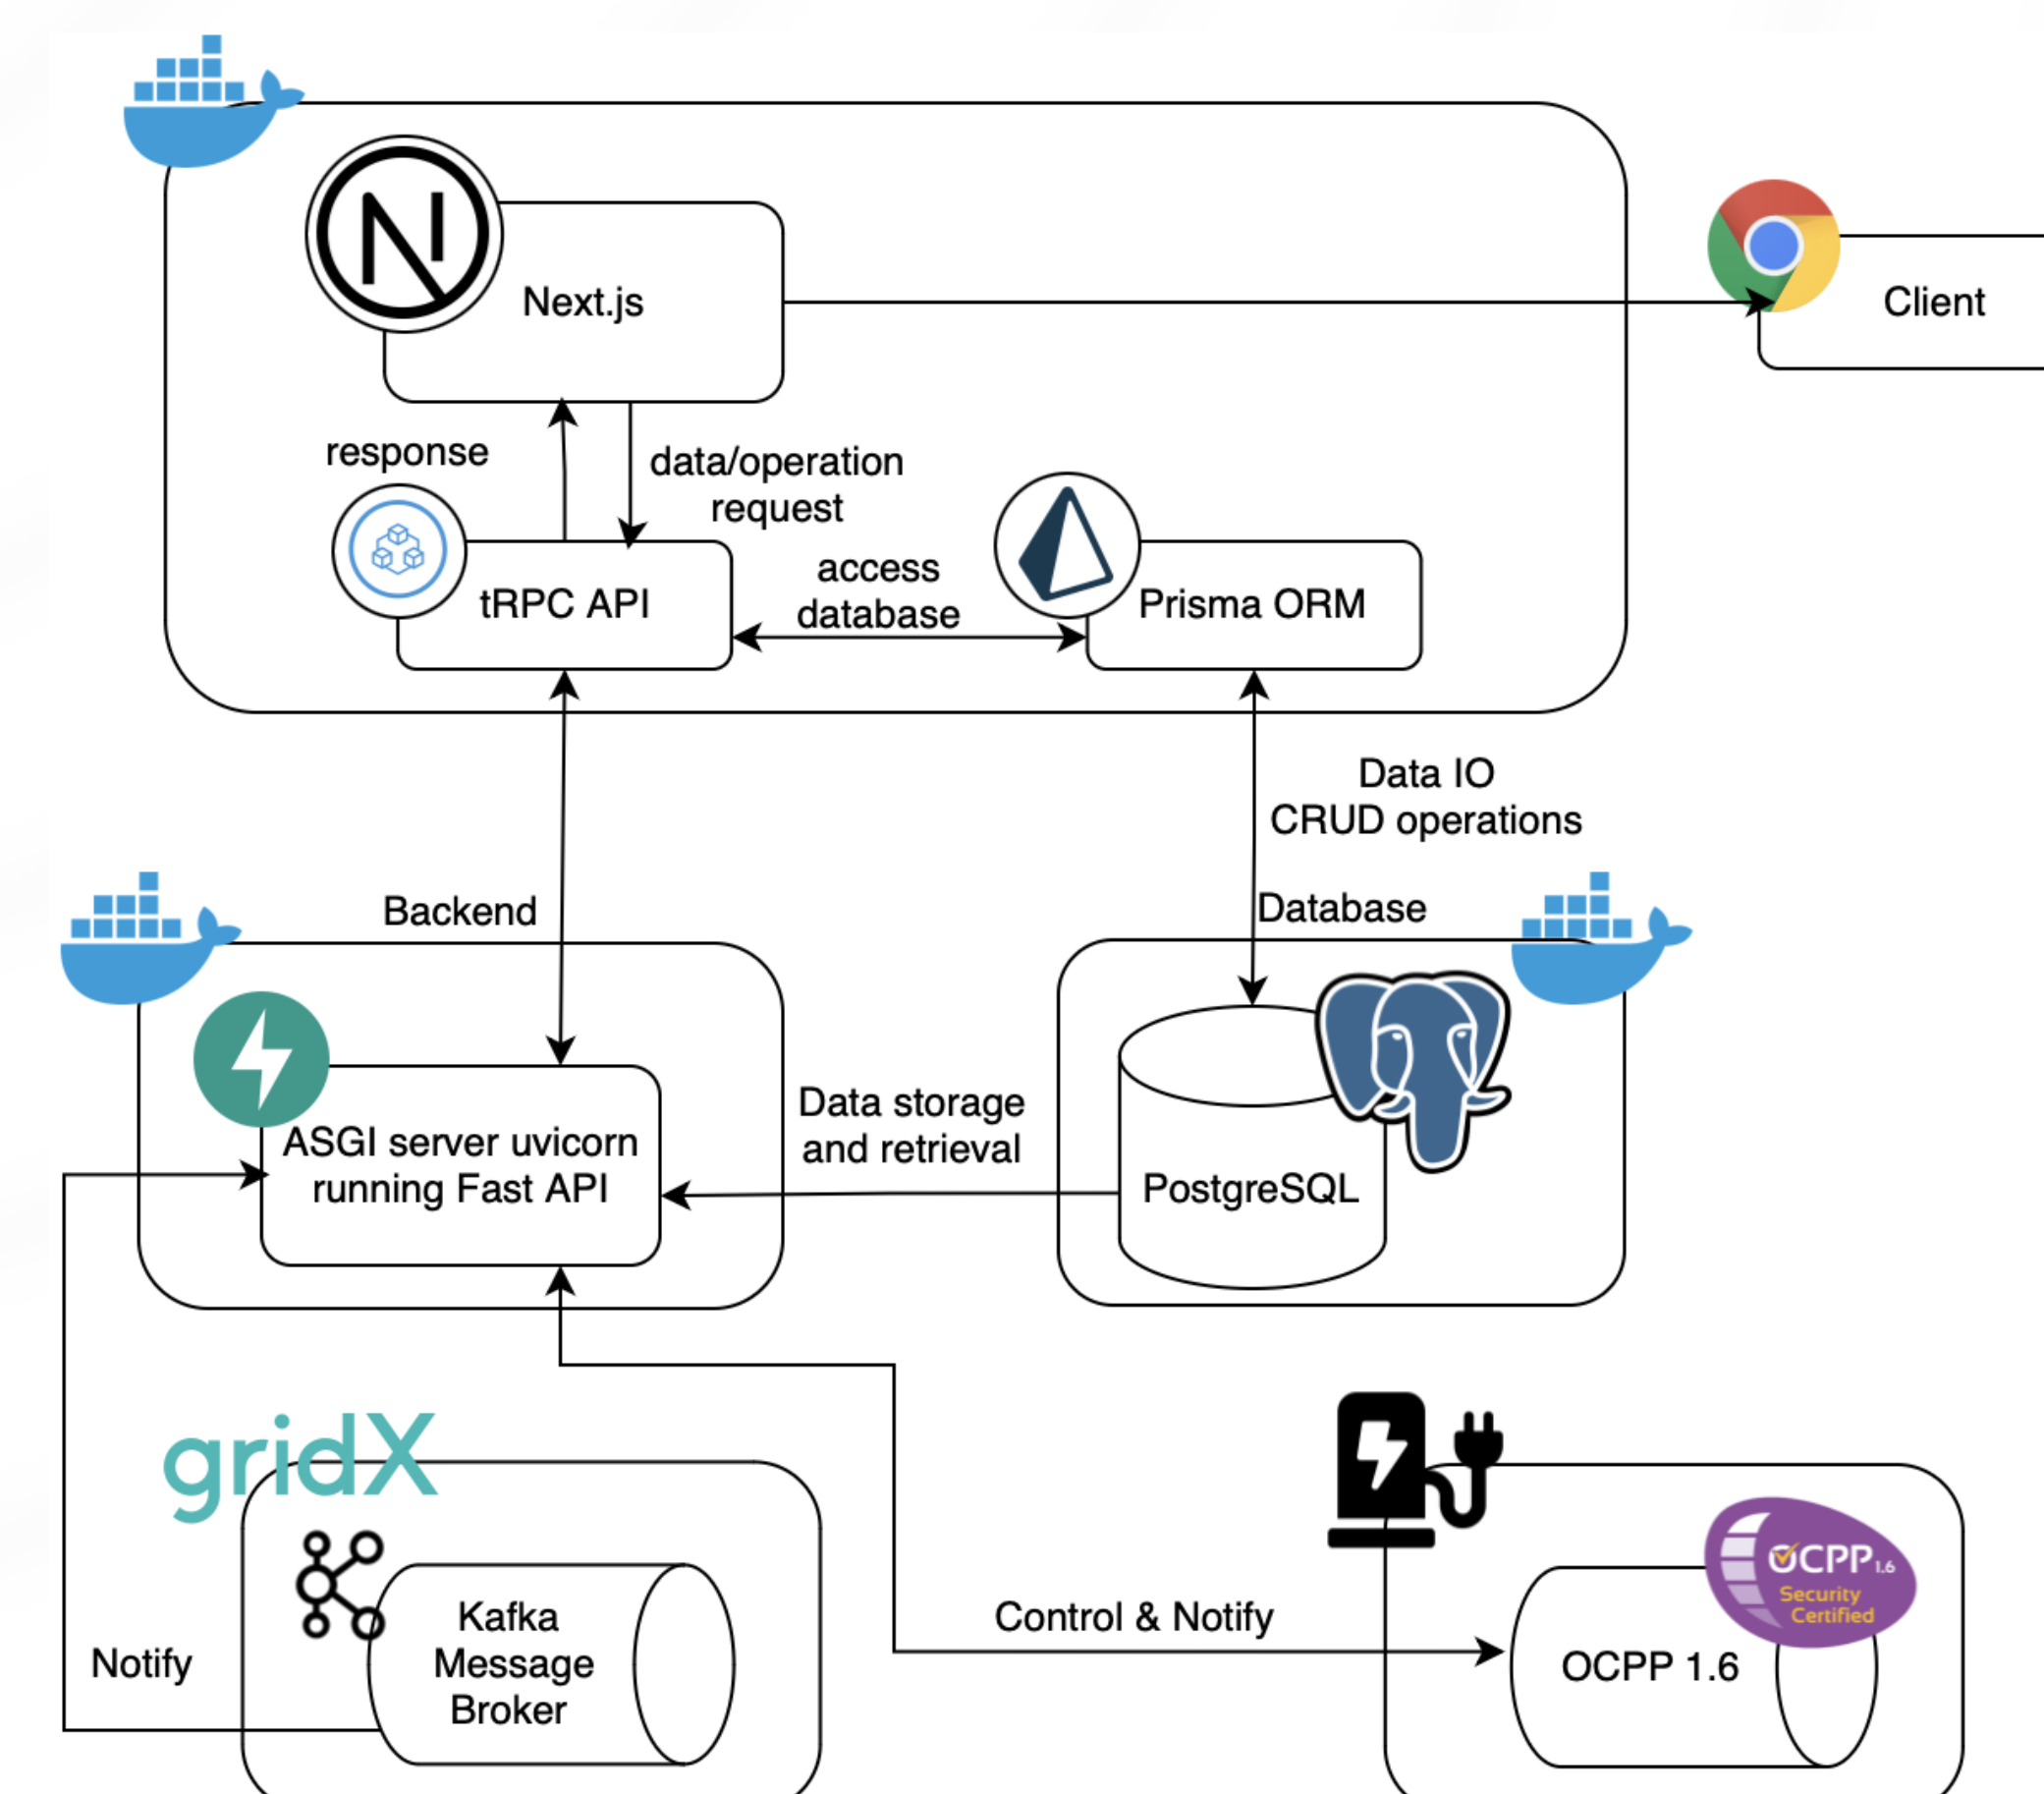 Next.js
Client
response
data/operation
request
access
database
tRPC API
Prisma ORM
Data IO
CRUD operations
Backend
Database
ASGI server uvicorn
running Fast API
Data storage
and retrieval
PostgreSQL
gridX
Kafka
Message
Broker
Notify
Control & Notify
OCPP 1.6
Security
Certified
OCPP 1.6